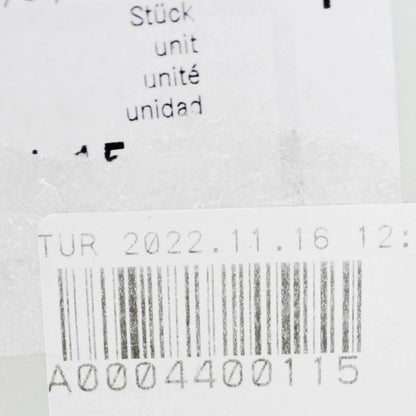 Stück
unit
unité
unidad
TUR 2022.11.16 12:
A0004400115